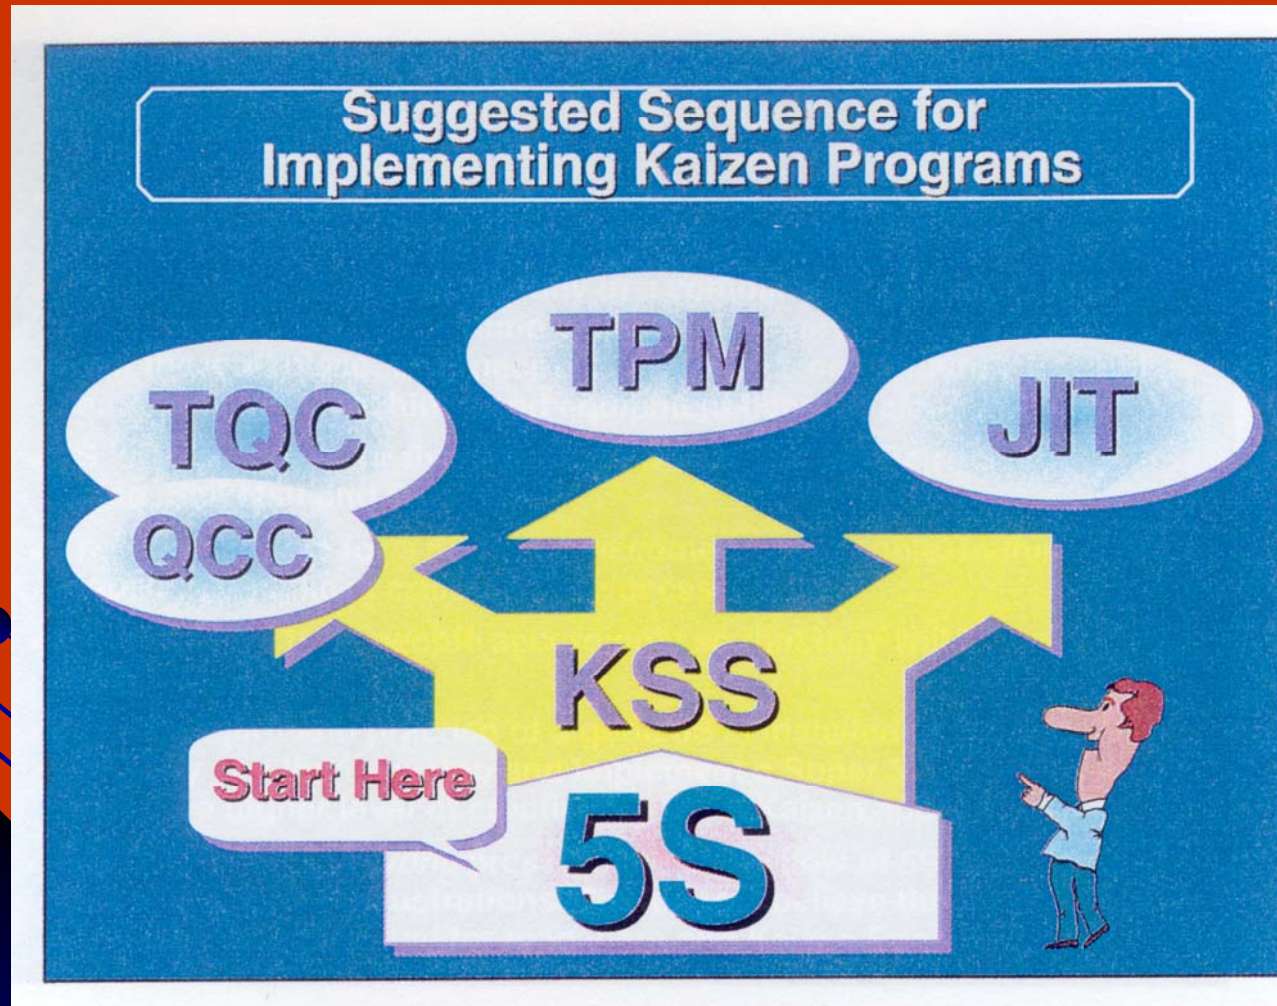 Suggested Sequence for
Implementing Kaizen Programs
TPM
TQC
JIT
QCC
KSS
Start Here
5S